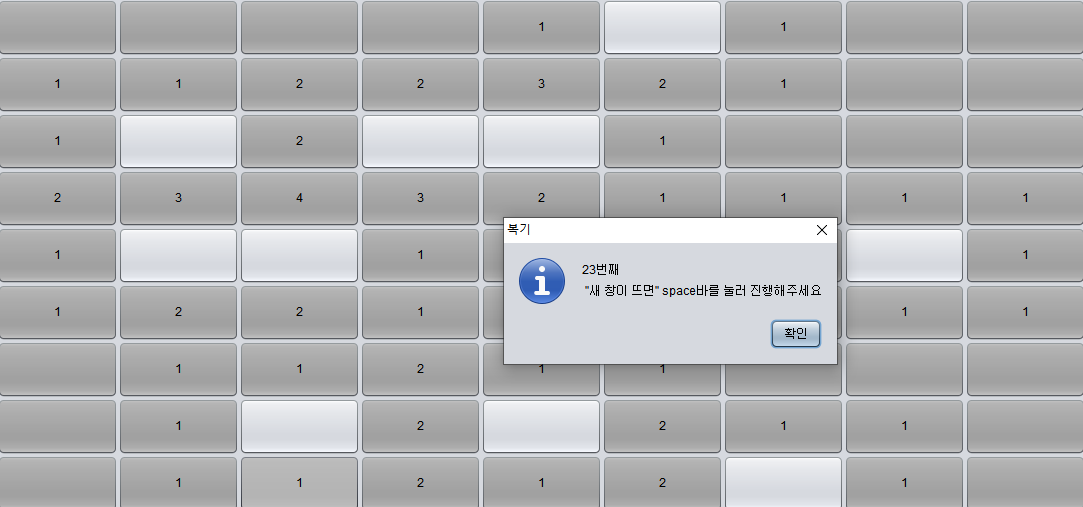 1 1
1 1 2 2 3 2 1
1 2 1
2 3 4 3 2 1 1 1 1
복기
1 1 1
23번째
"새 창이 뜨면" space바를 눌러 진행해주세요
1 2 2 1 1 1
확인
1 1 2 1 1
1 2 2 1 1
1 1 2 1 2 1